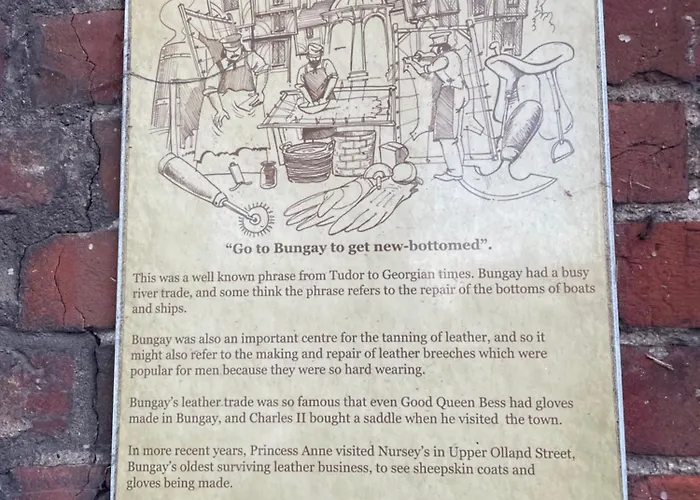 “Go to Bungay to get new-bottomed”.
This was a well known phrase from Tudor to Georgian times. Bungay had a busy
river trade, and some think the phrase refers to the repair of the bottoms of boats
and ships.
Bungay was also an important centre for the tanning of leather, and so it
might also refer to the making and repair of leather breeches which were
popular for men because they were so hard wearing.
Bungay’s leather trade was so famous that even Good Queen Bess had gloves
made in Bungay, and Charles II bought a saddle when he visited the town.
In more recent years, Princess Anne visited Nursey’s in Upper Olland Street,
Bungay’s oldest surviving leather business, to see sheepskin coats and
gloves being made.